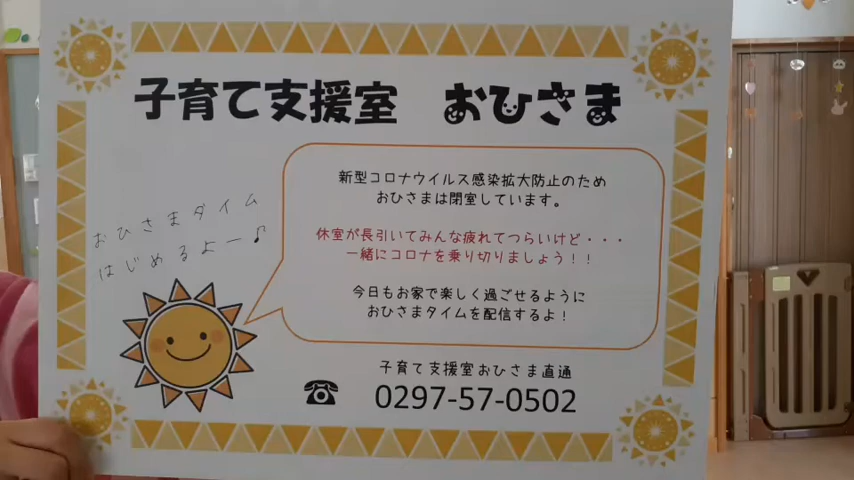 子育て支援室 おひさま
おひさまタイム
はじめるよー♪
新型コロナウイルス感染拡大防止のため
おひさまは閉室しています。
休室が長引いてみんな疲れてつらいけど・・・
一緒にコロナを乗り切りましょう！！
今日もお家で楽しく過ごせるように
おひさまタイムを配信するよ！
子育て支援室おひさま直通
☎ 0297-57-0502